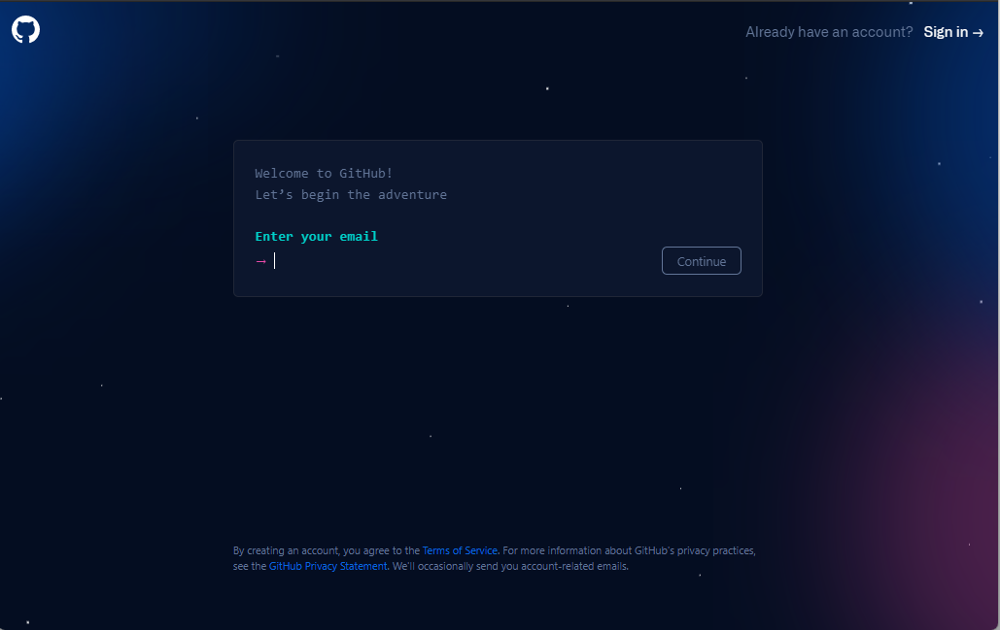 Already have an account? Sign in →
Welcome to GitHub!
Let’s begin the adventure
Enter your email
→
Continue
By creating an account, you agree to the Terms of Service. For more information about GitHub's privacy practices,
see the GitHub Privacy Statement. We'll occasionally send you account-related emails.